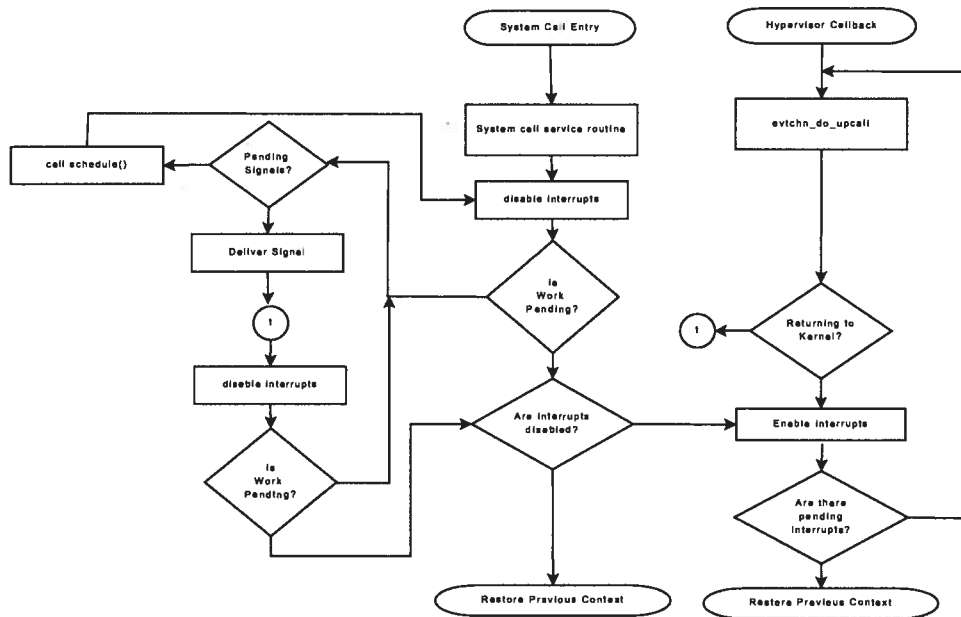 System Call Entry
Hypervisor Callback
System call service routine
evtchn_do_upcall
call schedule()
Pending
Signals?
disable interrupts
Deliver Signal
Is
Work
Pending?
1
1
Returning to
Kernel?
disable interrupts
Are interrupts
disabled?
Enable interrupts
Is
Work
Pending?
Are there
pending
interrupts?
Restore Previous Context
Restore Previous Context